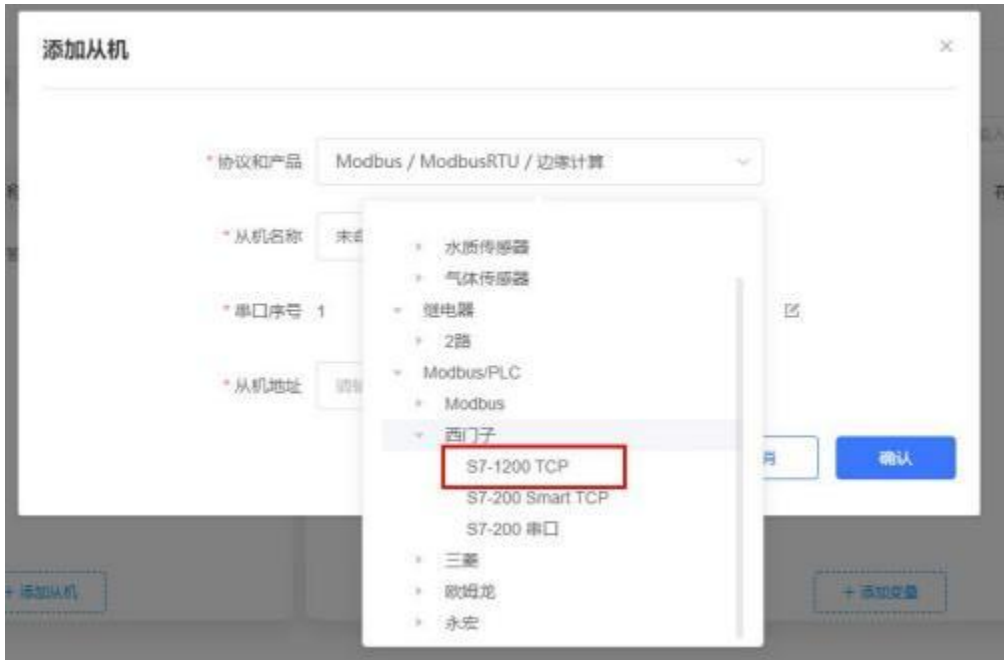 添加从机
*协议和产品 Modbus / ModbusRTU / 边缘计算
*从机名称 未
水质传感器
气体传感器
*串口序号 1
继电器
2路
Modbus/PLC
*从机地址 请输
Modbus
西门子
S7-1200 TCP
确认
S7-200 Smart TCP
S7-200 串口
三菱
+ 添加从机
欧姆龙
+ 添加变量
永宏